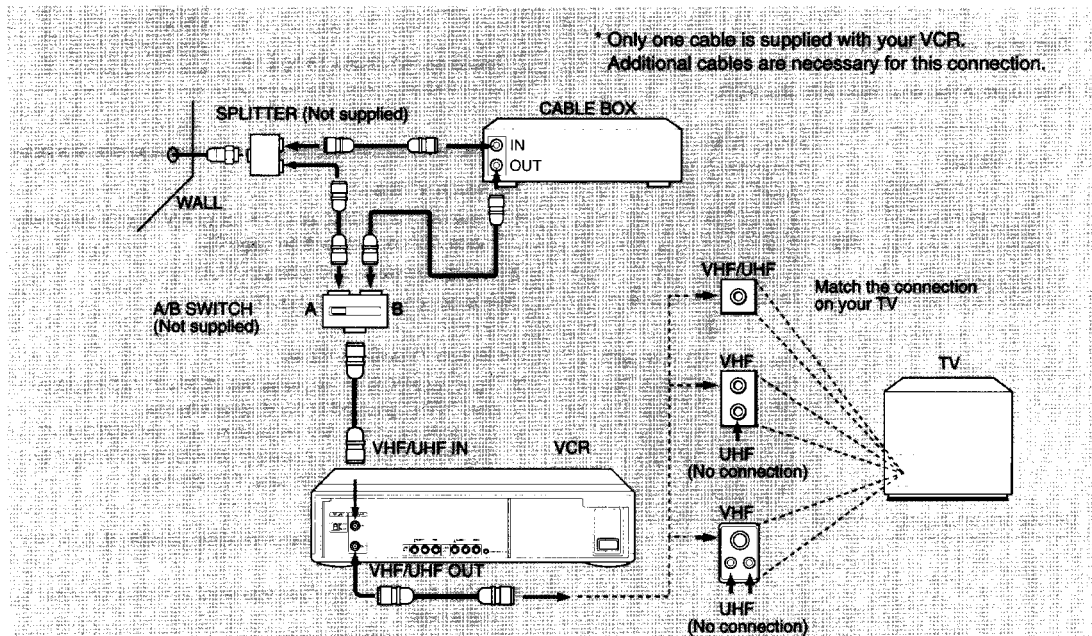 * Only one cable is supplied with your VCR.
Additional cables are necessary for this connection.
SPLITTER (Not supplied)
CABLE BOX
IN
OUT
WALL
A/B SWITCH
(Not supplied)
A
B
VHF/UHF
Match the connection
on your TV
VHF
TV
UHF
(No connection)
VHF/UHF IN
VCR
VHF
VHF/UHF OUT
UHF
(No connection)